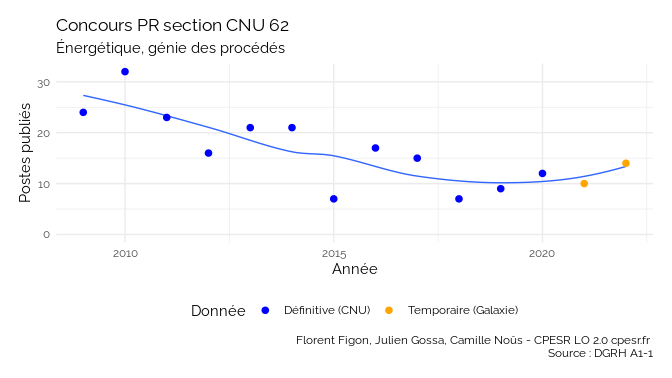 Concours PR section CNU 62
Énergétique, génie des procédés
Postes publiés
30
20
10
0
2010 2015 2020
Année
Donnée Définitive (CNU) Temporaire (Galaxie)
Florent Figon, Julien Gossa, Camille Noûs - CPESR LO 2.0 cpesr.fr
Source : DGRH A1-1